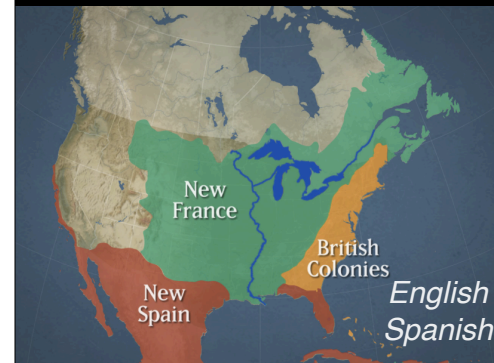 New
France
British
Colonies
New
Spain
English
Spanish